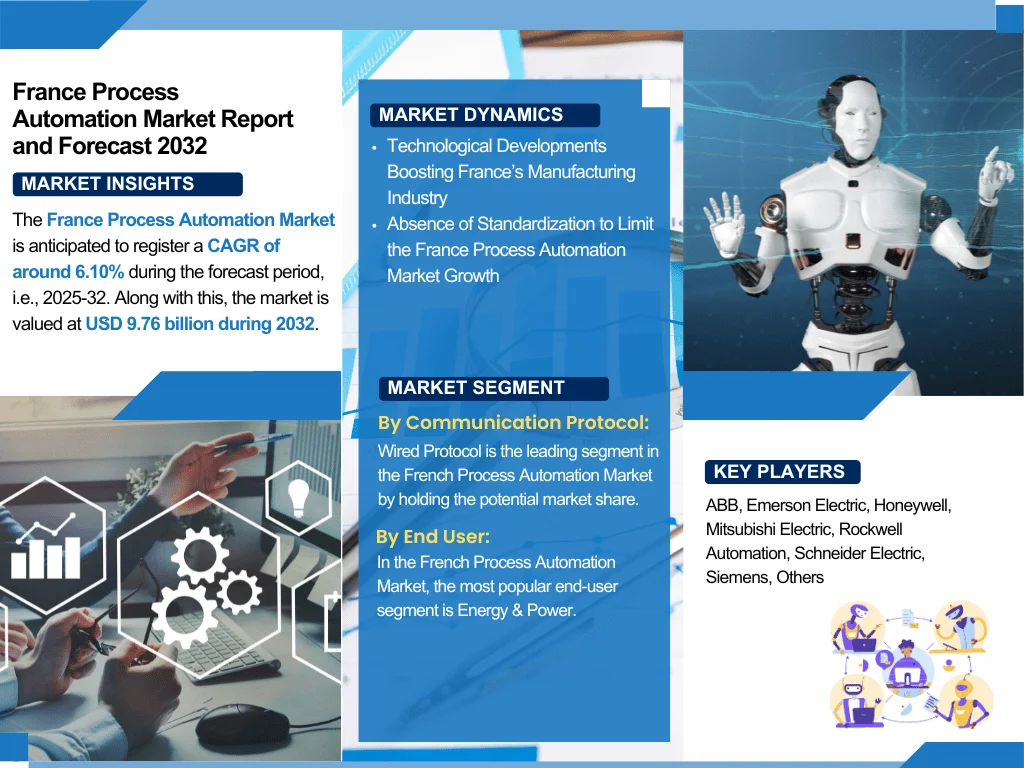 France Process
Automation Market Report
and Forecast 2032
MARKET INSIGHTS
The France Process Automation Market
is anticipated to register a CAGR of
around 6.10% during the forecast period,
i.e., 2025-32. Along with this, the market is
valued at USD 9.76 billion during 2032.
MARKET DYNAMICS
• Technological Developments
Boosting France's Manufacturing
Industry
• Absence of Standardization to Limit
the France Process Automation
Market Growth
MARKET SEGMENT
By Communication Protocol:
Wired Protocol is the leading segment in
the French Process Automation Market
by holding the potential market share.
By End User:
In the French Process Automation
Market, the most popular end-user
segment is Energy & Power.
KEY PLAYERS
ABB, Emerson Electric, Honeywell,
Mitsubishi Electric, Rockwell
Automation, Schneider Electric,
Siemens, Others